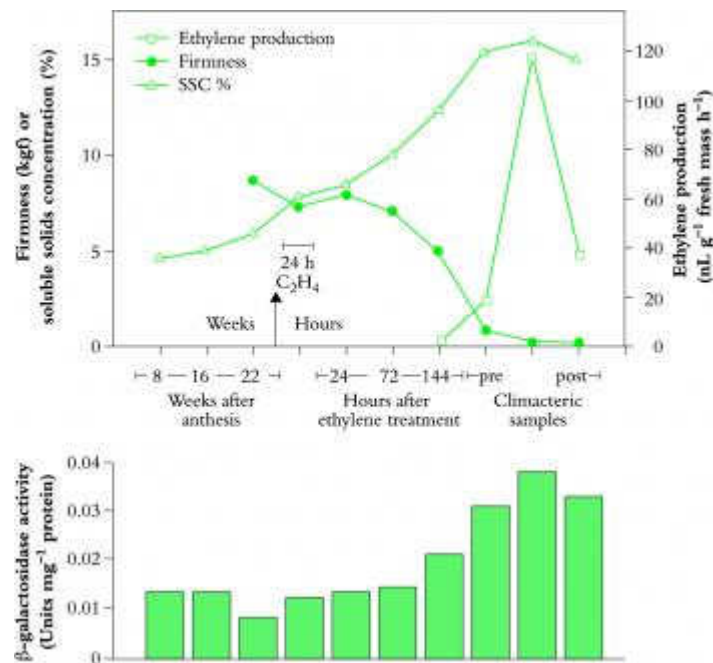 Ethylene production
Firmness
SSC %
Firmness (kgf) or
soluble solids concentration (%)
15
10
5
0
Ethylene production
(nL g⁻¹ fresh mass h⁻¹)
120
100
80
60
40
20
0
24 h
C₂H₄
Weeks
Hours
8 16 22 24 72 144 pre post
Weeks after
anthesis
Hours after
ethylene treatment
Climacteric
samples
β-galactosidase activity
(Units mg⁻¹ protein)
0.04
0.03
0.02
0.01
0